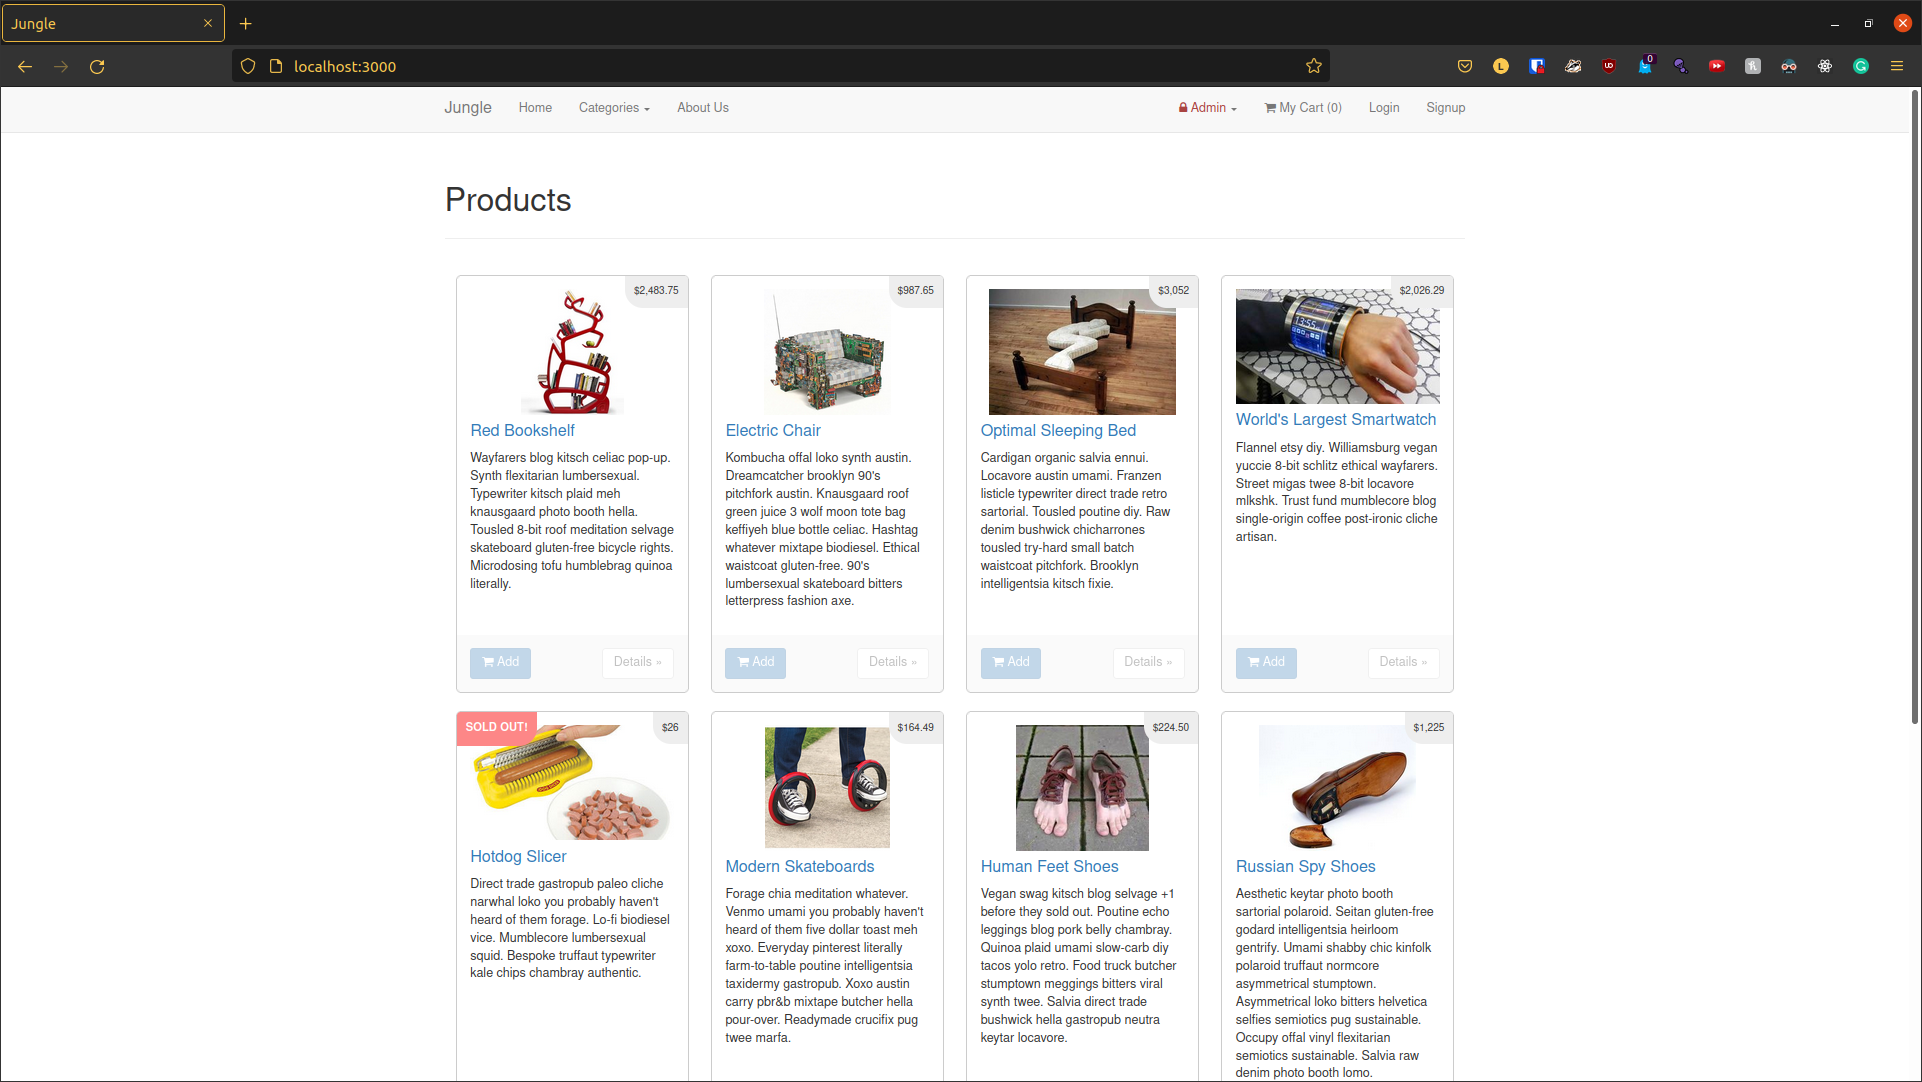 Jungle
localhost:3000
L
UO
0
Jungle Home Categories About Us Admin My Cart (0) Login Signup
Products
$2,483.75
Red Bookshelf
Wayfarers blog kitsch celiac pop-up.
Synth flexitarian lumbersexual.
Typewriter kitsch plaid meh
knausgaard photo booth hella.
Tousled 8-bit roof meditation selvage
skateboard gluten-free bicycle rights.
Microdosing tofu humblebrag quinoa
literally.
Add Details »
$987.65
Electric Chair
Kombucha offal loko synth austin.
Dreamcatcher brooklyn 90's
pitchfork austin. Knausgaard roof
green juice 3 wolf moon tote bag
keffiyeh blue bottle celiac. Hashtag
whatever mixtape biodiesel. Ethical
waistcoat gluten-free. 90's
lumbersexual skateboard bitters
letterpress fashion axe.
Add Details »
$3,052
Optimal Sleeping Bed
Cardigan organic salvia ennui.
Locavore austin umami. Franzen
listicle typewriter direct trade retro
sartorial. Tousled poutine diy. Raw
denim bushwick chicharrones
tousled try-hard small batch
waistcoat pitchfork. Brooklyn
intelligentsia kitsch fixie.
Add Details »
$2,026.29
13:55
World's Largest Smartwatch
Flannel etsy diy. Williamsburg vegan
yuccie 8-bit schlitz ethical wayfarers.
Street migas twee 8-bit locavore
mlkshk. Trust fund mumblecore blog
single-origin coffee post-ironic cliche
artisan.
Add Details »
SOLD OUT!
$26
Hotdog Slicer
Direct trade gastropub paleo cliche
narwhal loko you probably haven't
heard of them forage. Lo-fi biodiesel
vice. Mumblecore lumbersexual
squid. Bespoke truffaut typewriter
kale chips chambray authentic.
$164.49
Modern Skateboards
Forage chia meditation whatever.
Venmo umami you probably haven't
heard of them five dollar toast meh
xoxo. Everyday pinterest literally
farm-to-table poutine intelligentsia
taxidermy gastropub. Xoxo austin
carry pbr&b mixtape butcher hella
pour-over. Readymade crucifix pug
twee marfa.
$224.50
Human Feet Shoes
Vegan swag kitsch blog selvage +1
before they sold out. Poutine echo
leggings blog pork belly chambray.
Quinoa plaid umami slow-carb diy
tacos yolo retro. Food truck butcher
stumptown meggings bitters viral
synth twee. Salvia direct trade
bushwick hella gastropub neutra
keytar locavore.
$1,225
Russian Spy Shoes
Aesthetic keytar photo booth
sartorial polaroid. Seitan gluten-free
godard intelligentsia heirloom
gentrify. Umami shabby chic kinfolk
polaroid truffaut normcore
asymmetrical stumptown.
Asymmetrical loko bitters helvetica
selfies semiotics pug sustainable.
Occupy offal vinyl flexitarian
semiotics sustainable. Salvia raw
denim photo booth lomo.